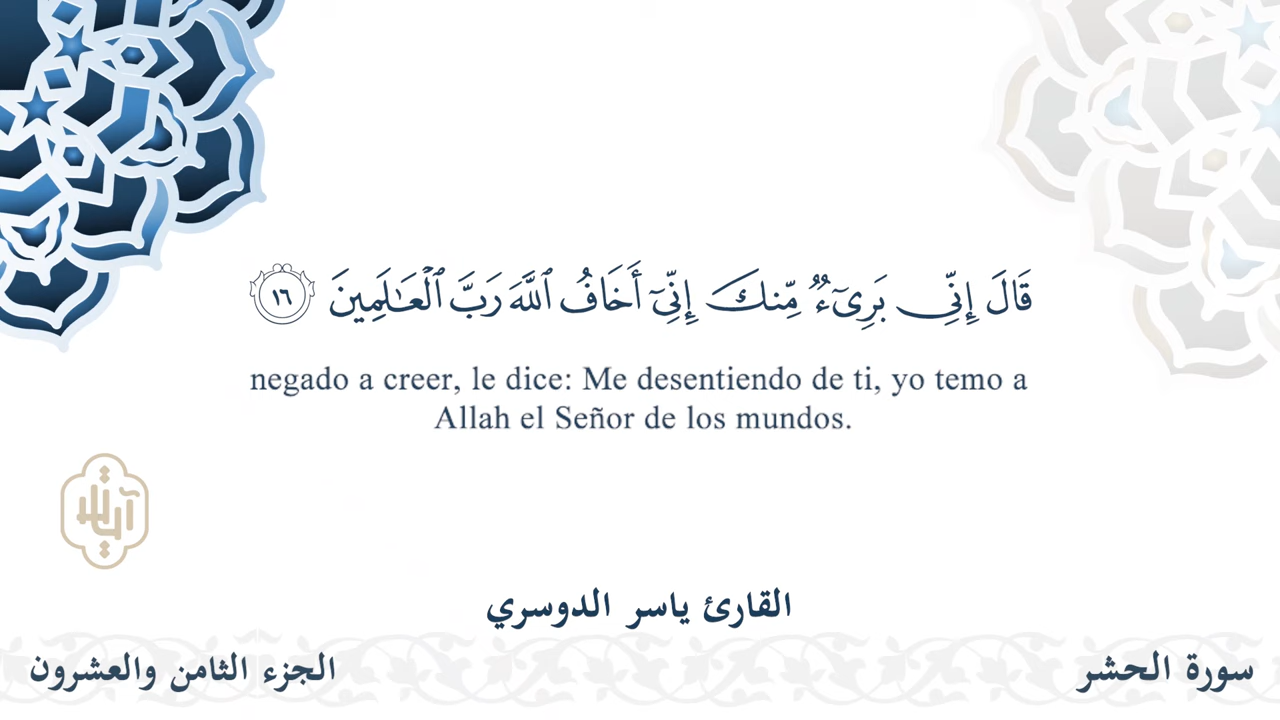 قَالَ إِنِّى بَرِىٓءٌ مِّنكَ إِنِّىٓ أَخَافُ ٱللَّهَ رَبَّ ٱلْعَـٰلَمِينَ ١٦
negado a creer, le dice: Me desentiendo de ti, yo temo a
Allah el Señor de los mundos.
آيات
القارئ ياسر الدوسري
سورة الحشر
الجزء الثامن والعشرون